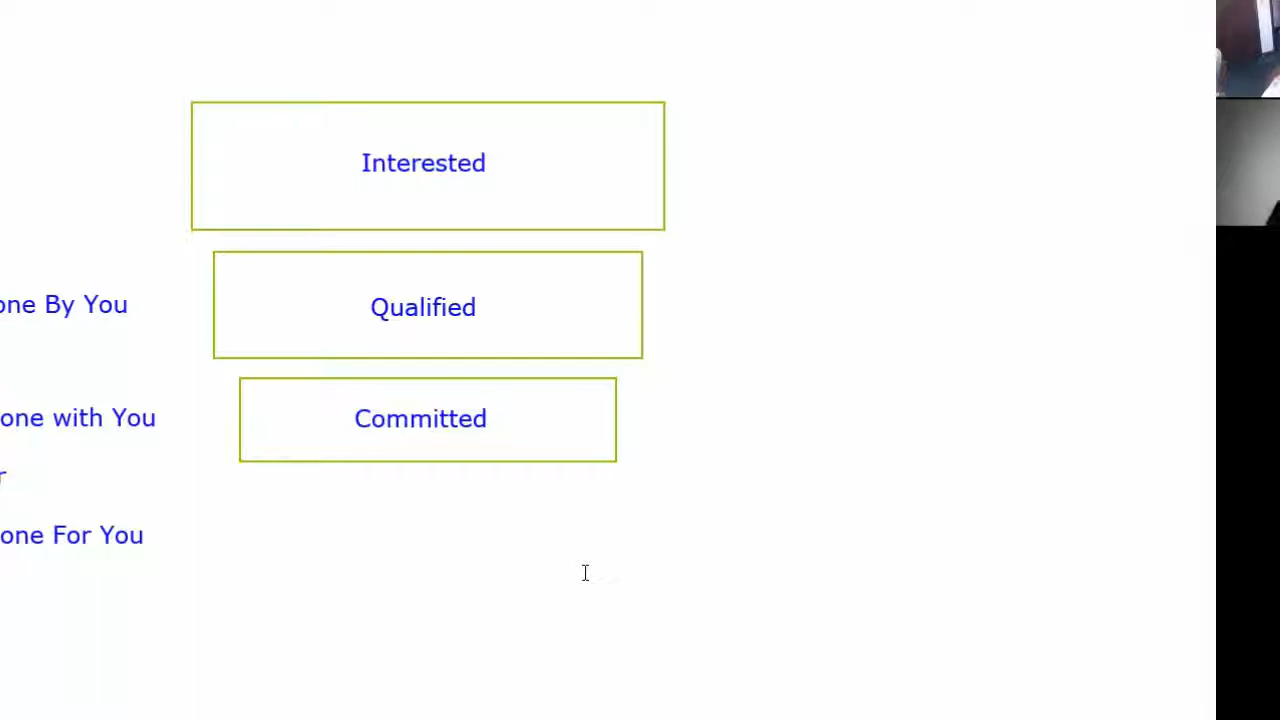 Interested
one By You
Qualified
one with You
Committed
r
one For You